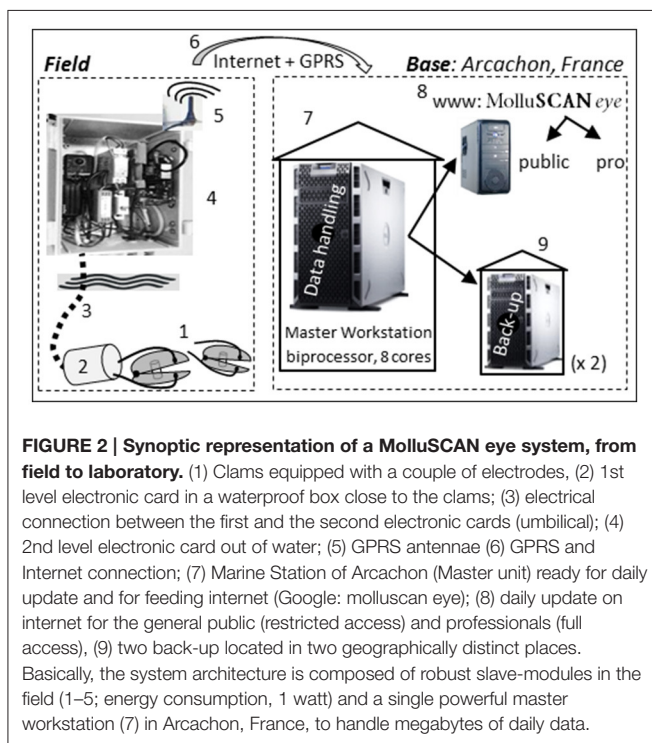 6
Field
Internet + GPRS
Base: Arcachon, France
5
7
8
www: MolluSCAN eye
public pro
4
Data handling
9
3
Master Workstation
biprocessor, 8 cores
Back-up
(x 2)
1
2
FIGURE 2 | Synoptic representation of a MolluSCAN eye system, from
field to laboratory. (1) Clams equipped with a couple of electrodes, (2) 1st
level electronic card in a waterproof box close to the clams; (3) electrical
connection between the first and the second electronic cards (umbilical); (4)
2nd level electronic card out of water; (5) GPRS antennae (6) GPRS and
Internet connection; (7) Marine Station of Arcachon (Master unit) ready for daily
update and for feeding internet (Google: molluscan eye); (8) daily update on
internet for the general public (restricted access) and professionals (full
access), (9) two back-up located in two geographically distinct places.
Basically, the system architecture is composed of robust slave-modules in the
field (1–5; energy consumption, 1 watt) and a single powerful master
workstation (7) in Arcachon, France, to handle megabytes of daily data.